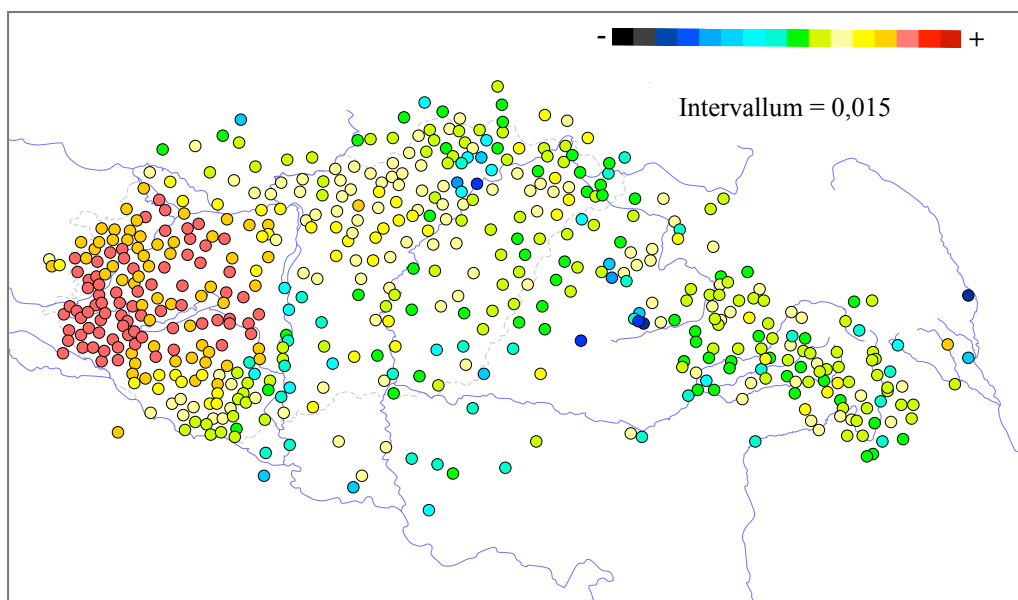 - +
Intervallum = 0,015